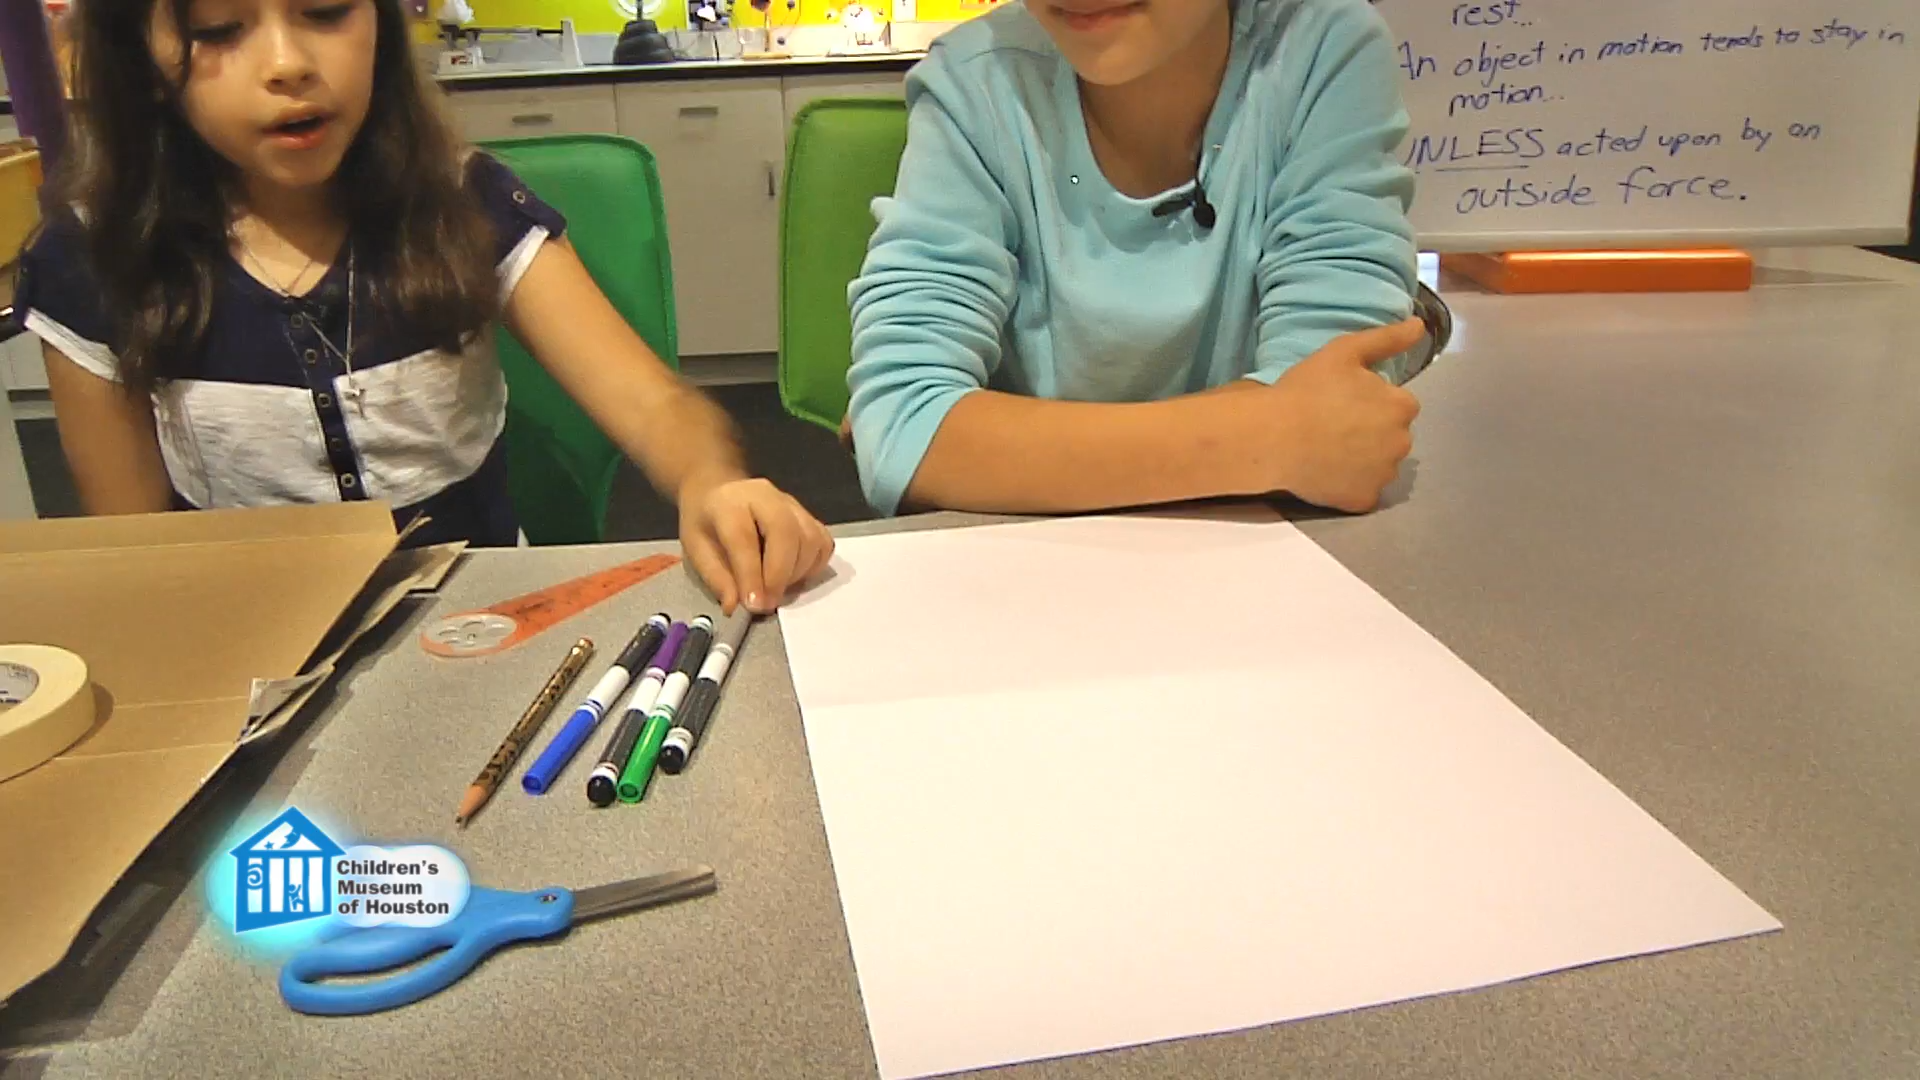 rest...
An object in motion tends to stay in
motion...
UNLESS acted upon by an
outside force.
Children's
Museum
of Houston